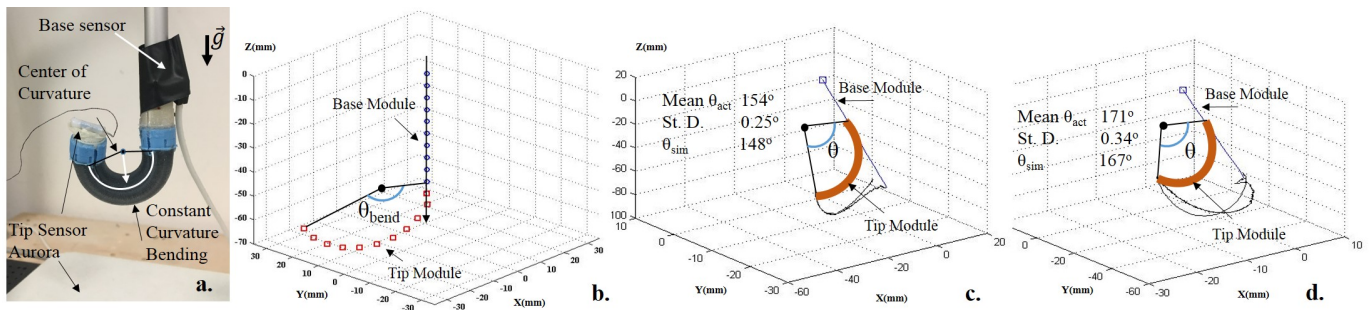 Base sensor
g
Center of
Curvature
Constant
Curvature
Bending
Tip Sensor
Aurora
a.
Z(mm)
0
-10
-20
-30
-40
-50
-60
-70
Base Module
θbend
Tip Module
30
20
10
0
-10
-20
-30
Y(mm)
-30
-20
-10
0
10
20
30
X(mm)
b.
Z(mm)
20
0
-20
-40
-60
-80
100
Mean θact 154°
St. D. 0.25°
θsim 148°
Base Module
θ
Tip Module
10
0
-10
-20
-30
Y(mm)
-60
-40
-20
0
20
X(mm)
c.
Base Module
Mean θact 171°
St. D. 0.34°
θsim 167°
θ
Tip Module
0
-20
-40
-60
Y(mm)
-30
-20
-10
0
10
X(mm)
d.